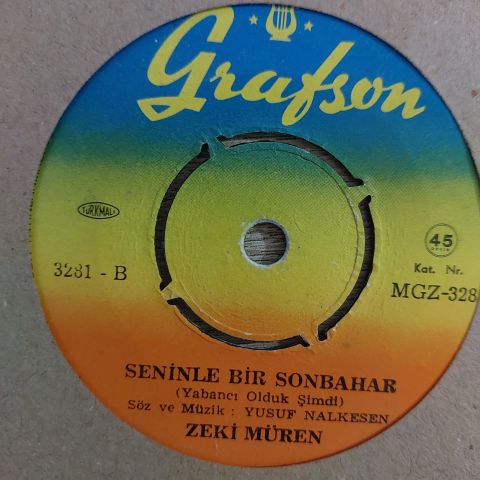 Grafson
TÜRKMALI
45
3281 - B
Kat. Nr.
MGZ-328
SENİNLE BİR SONBAHAR
(Yabancı Olduk Şimdi)
Söz ve Müzik : YUSUF NALKESEN
ZEKİ MÜREN